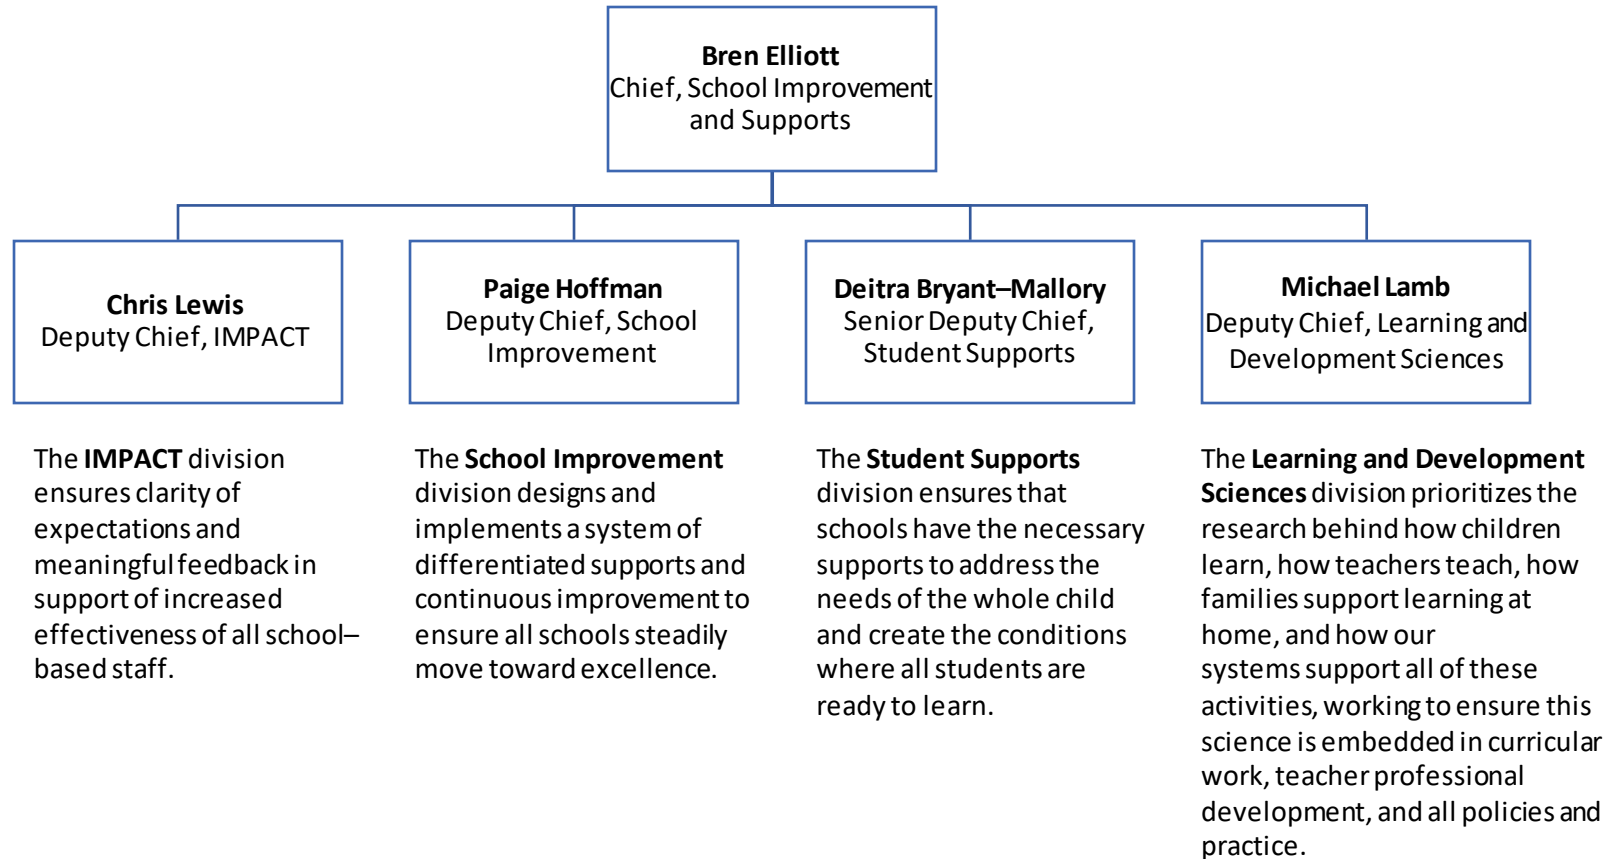 Bren Elliott
Chief, School Improvement
and Supports
Chris Lewis
Deputy Chief, IMPACT
Paige Hoffman
Deputy Chief, School
Improvement
Deitra Bryant–Mallory
Senior Deputy Chief,
Student Supports
Michael Lamb
Deputy Chief, Learning and
Development Sciences
The IMPACT division
ensures clarity of
expectations and
meaningful feedback in
support of increased
effectiveness of all school–
based staff.
The School Improvement
division designs and
implements a system of
differentiated supports and
continuous improvement to
ensure all schools steadily
move toward excellence.
The Student Supports
division ensures that
schools have the necessary
supports to address the
needs of the whole child
and create the conditions
where all students are
ready to learn.
The Learning and Development
Sciences division prioritizes the
research behind how children
learn, how teachers teach, how
families support learning at
home, and how our
systems support all of these
activities, working to ensure this
science is embedded in curricular
work, teacher professional
development, and all policies and
practice.